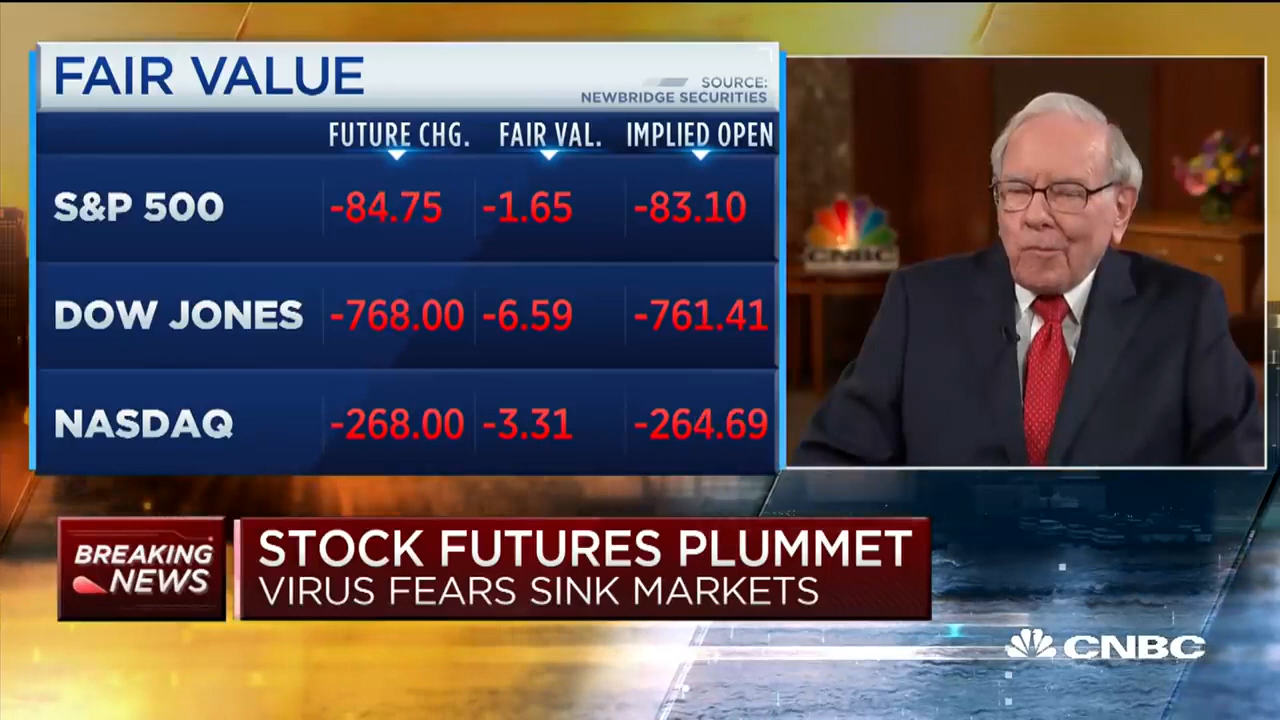 FAIR VALUE
SOURCE:
NEWBRIDGE SECURITIES
FUTURE CHG. FAIR VAL. IMPLIED OPEN
S&P 500 -84.75 -1.65 -83.10
DOW JONES -768.00 -6.59 -761.41
NASDAQ -268.00 -3.31 -264.69
CNBC
BREAKING
NEWS
STOCK FUTURES PLUMMET
VIRUS FEARS SINK MARKETS
CNBC